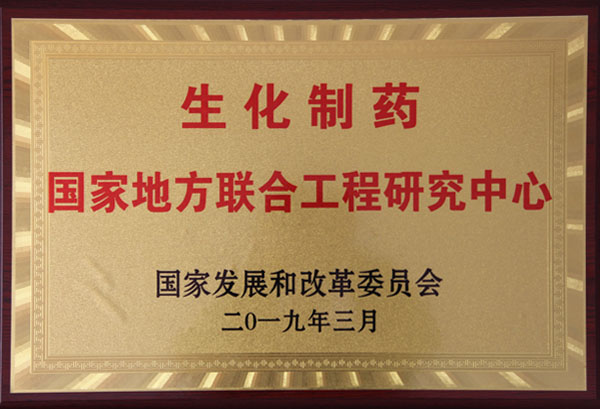 生化制药
国家地方联合工程研究中心
国家发展和改革委员会
二0一九年三月